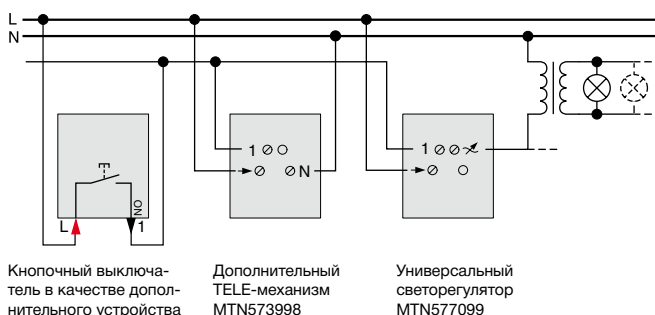 L
N
1
N
1
NO
L
1
Кнопочный выключа-
тель в качестве допол-
нительного устройства
Дополнительный
TELE-механизм
MTN573998
Универсальный
светорегулятор
MTN577099